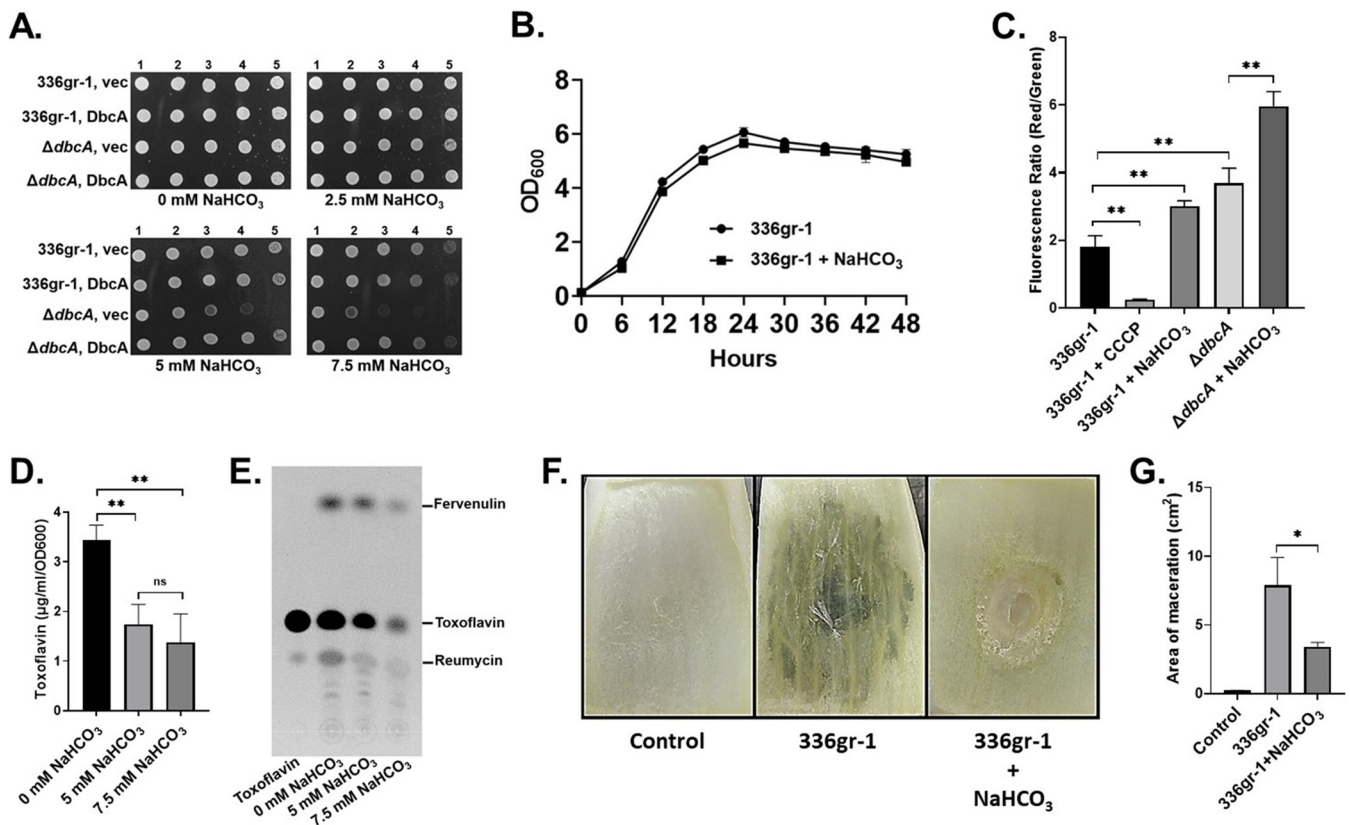 A.
1 2 3 4 5
1 2 3 4 5
336gr-1, vec
336gr-1, DbcA
ΔdbcA, vec
ΔdbcA, DbcA
0 mM NaHCO₃
2.5 mM NaHCO₃
1 2 3 4 5
1 2 3 4 5
336gr-1, vec
336gr-1, DbcA
ΔdbcA, vec
ΔdbcA, DbcA
5 mM NaHCO₃
7.5 mM NaHCO₃
B.
OD₆₀₀
8
6
4
2
0
336gr-1
336gr-1 + NaHCO₃
0 6 12 18 24 30 36 42 48
Hours
C.
Fluorescence Ratio (Red/Green)
8
6
4
2
0
**
**
**
**
336gr-1
336gr-1 + CCCP
336gr-1 + NaHCO₃
ΔdbcA
ΔdbcA + NaHCO₃
D.
Toxoflavin (µg/ml/OD600)
4
3
2
1
0
**
**
ns
0 mM NaHCO₃
5 mM NaHCO₃
7.5 mM NaHCO₃
E.
Fervenulin
Toxoflavin
Reumycin
Toxoflavin
0 mM NaHCO₃
5 mM NaHCO₃
7.5 mM NaHCO₃
F.
Control
336gr-1
336gr-1
+
NaHCO₃
G.
Area of maceration (cm²)
15
10
5
0
*
Control
336gr-1
336gr-1+NaHCO₃